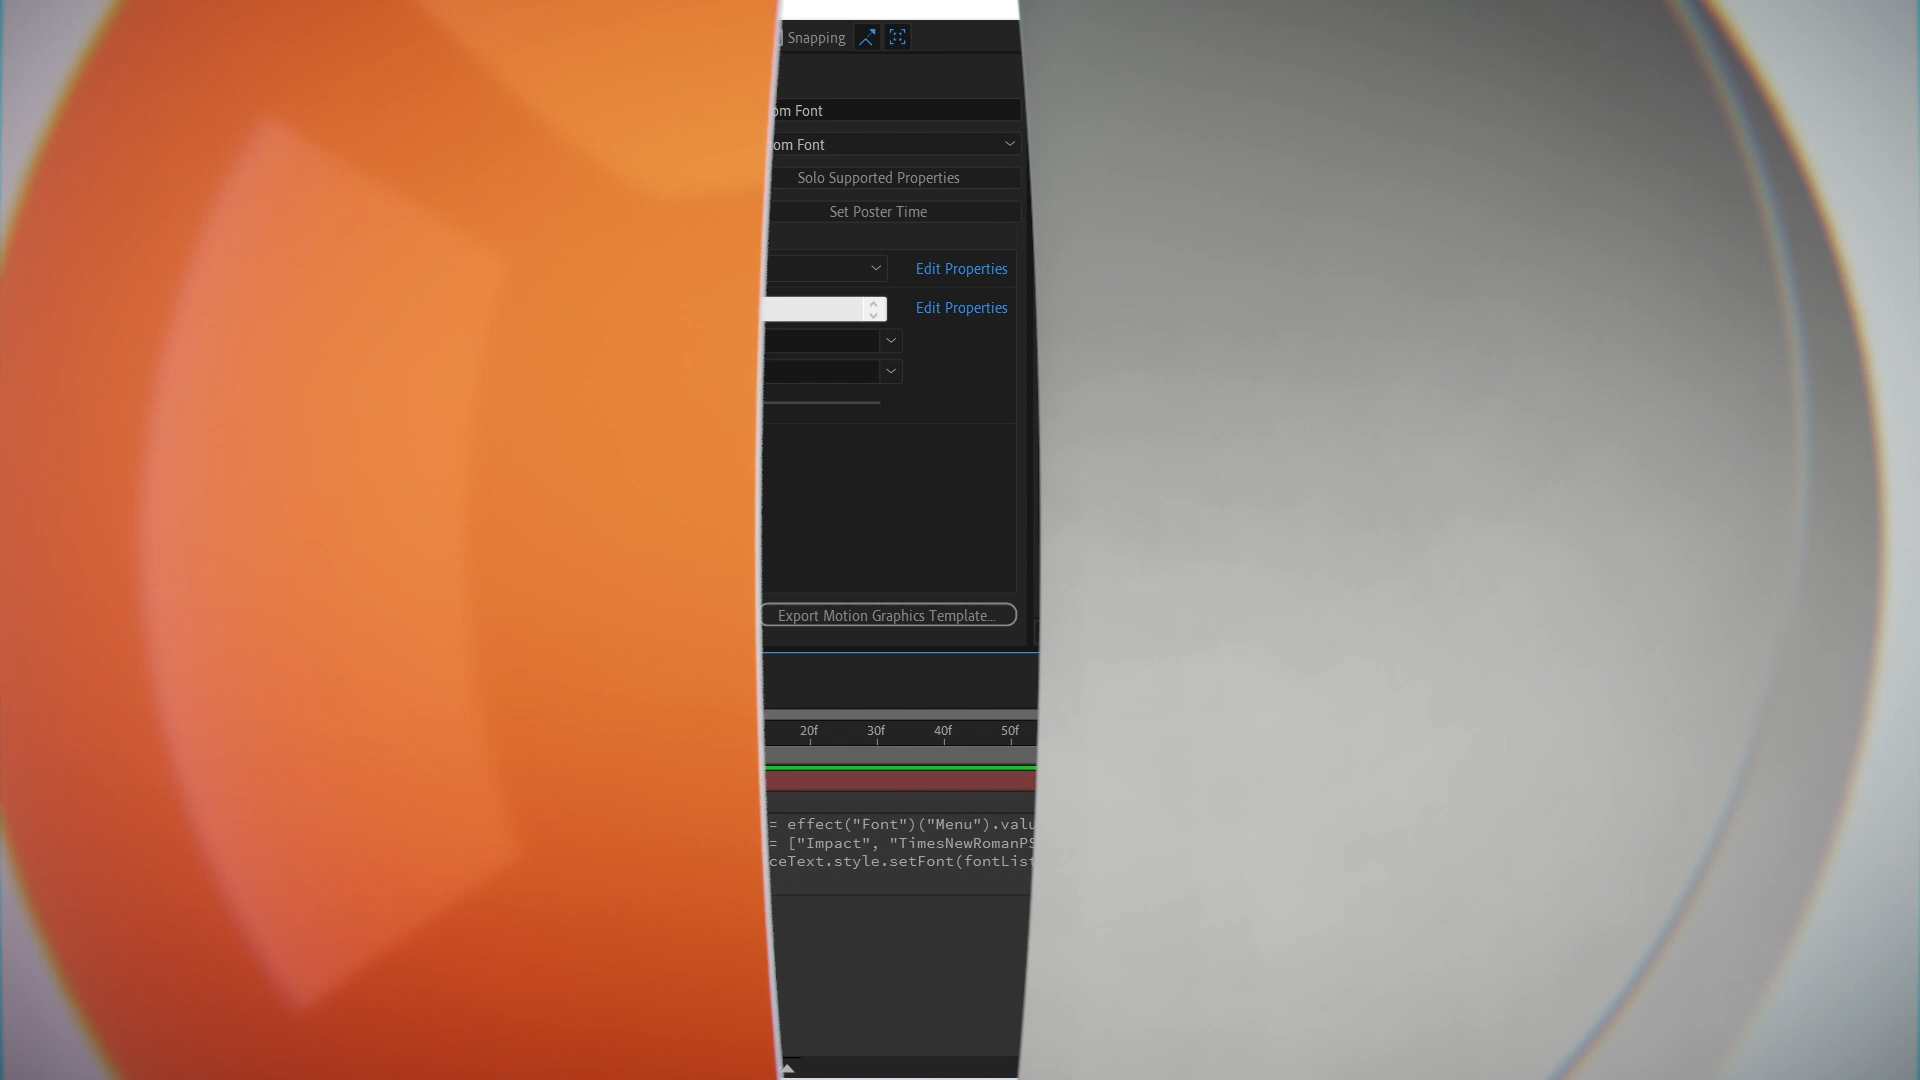 Snapping
om Font
om Font
Solo Supported Properties
Set Poster Time
Edit Properties
Edit Properties
Export Motion Graphics Template...
20f 30f 40f 50f
= effect("Font")("Menu").valu
= ["Impact", "TimesNewRomanPS
ceText.style.setFont(fontList